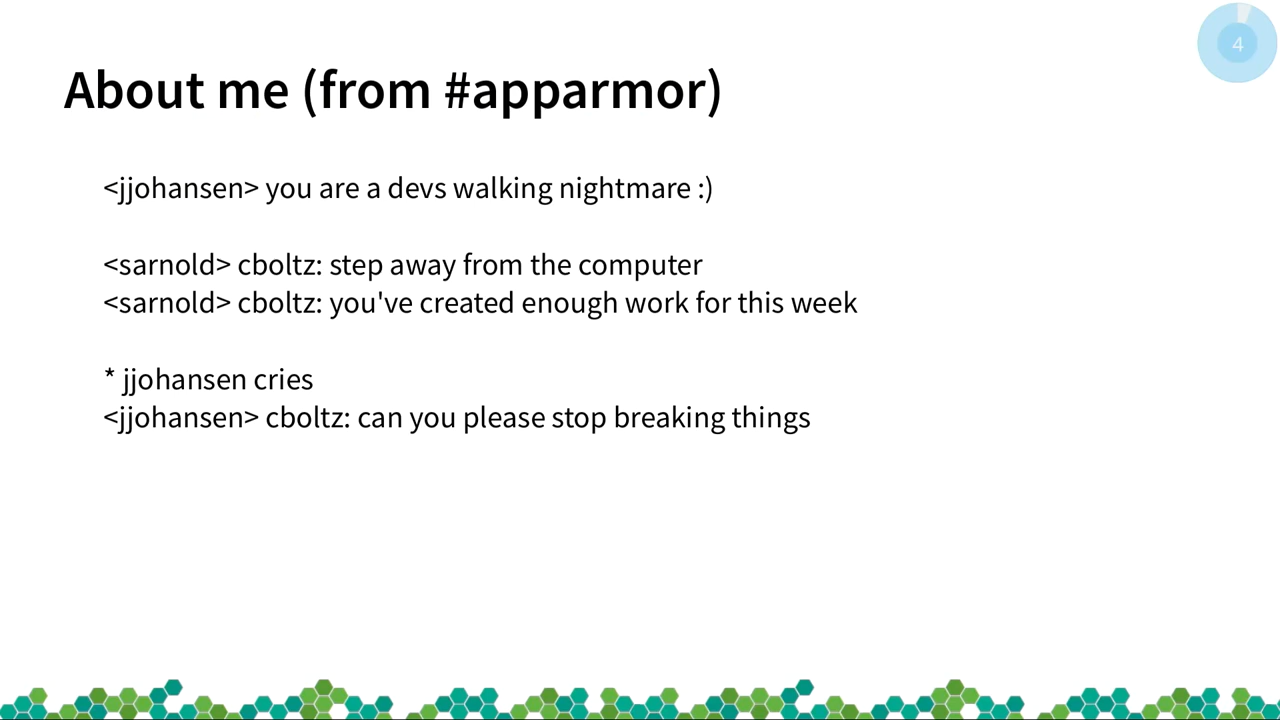 4
About me (from #apparmor)
<jjohansen> you are a devs walking nightmare :)
<sarnold> cboltz: step away from the computer
<sarnold> cboltz: you've created enough work for this week
* jjohansen cries
<jjohansen> cboltz: can you please stop breaking things